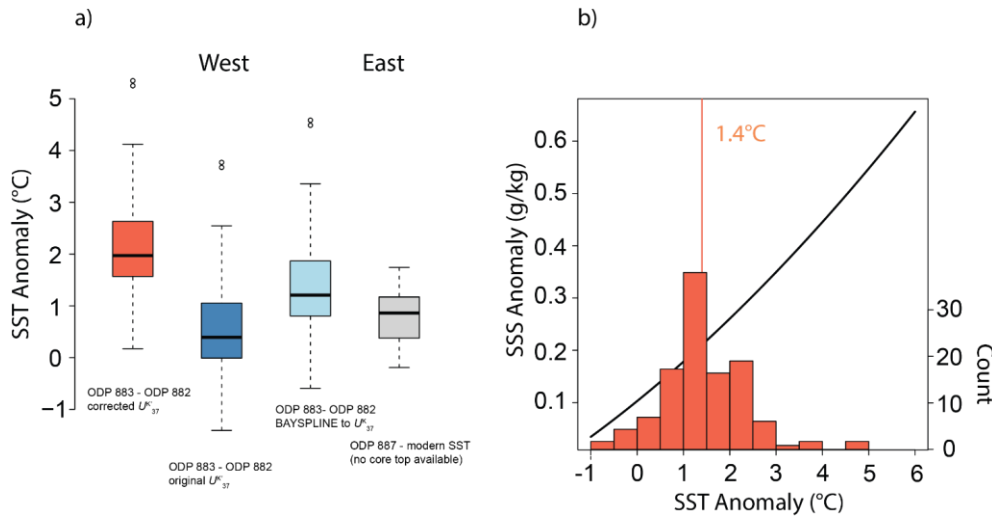 a)
West
East
SST Anomaly (°C)
5
4
3
2
1
0
−1
8
8
8
ODP 883 - ODP 882
corrected U^K'_37
ODP 883 - ODP 882
original U^K'_37
ODP 883- ODP 882
BAYSPLINE to U^K'_37
ODP 887 - modern SST
(no core top available)
b)
1.4°C
SSS Anomaly (g/kg)
0.6
0.5
0.4
0.3
0.2
0.1
30
20
10
0
Count
-1 0 1 2 3 4 5 6
SST Anomaly (°C)